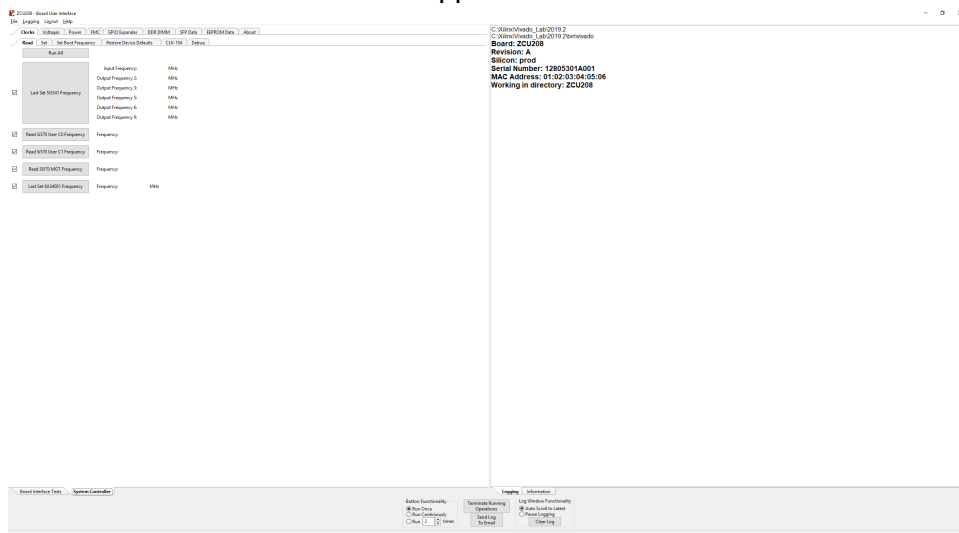 ZCU208 - Board User Interface
File Logging Layout Help
Clocks Voltages Power FMC GPIO Expander DDR DIMM SFP Data EEPROM Data About
Read Set Set Boot Frequency Restore Device Defaults CLK-104 Debug
Run All
Last Set Si5341 Frequency
Input Frequency: MHz
Output Frequency 2: MHz
Output Frequency 3: MHz
Output Frequency 5: MHz
Output Frequency 8: MHz
Output Frequency 9: MHz
Read Si570 User C0 Frequency Frequency:
Read Si570 User C1 Frequency Frequency:
Read Si570 MGT Frequency Frequency:
Last Set 8A34001 Frequency Frequency: MHz
C:\Xilinx\Vivado_Lab\2019.2
C:\Xilinx\Vivado_Lab\2019.2\bin\vivado
Board: ZCU208
Revision: A
Silicon: prod
Serial Number: 12805301A001
MAC Address: 01:02:03:04:05:06
Working in directory: ZCU208
Board Interface Tests System Controller
Logging Information
Button Functionality
Run Once
Run Continuously
Run 2 times
Terminate Running Operations
Send Log To Email
Log Window Functionality
Auto Scroll to Latest
Pause Logging
Clear Log